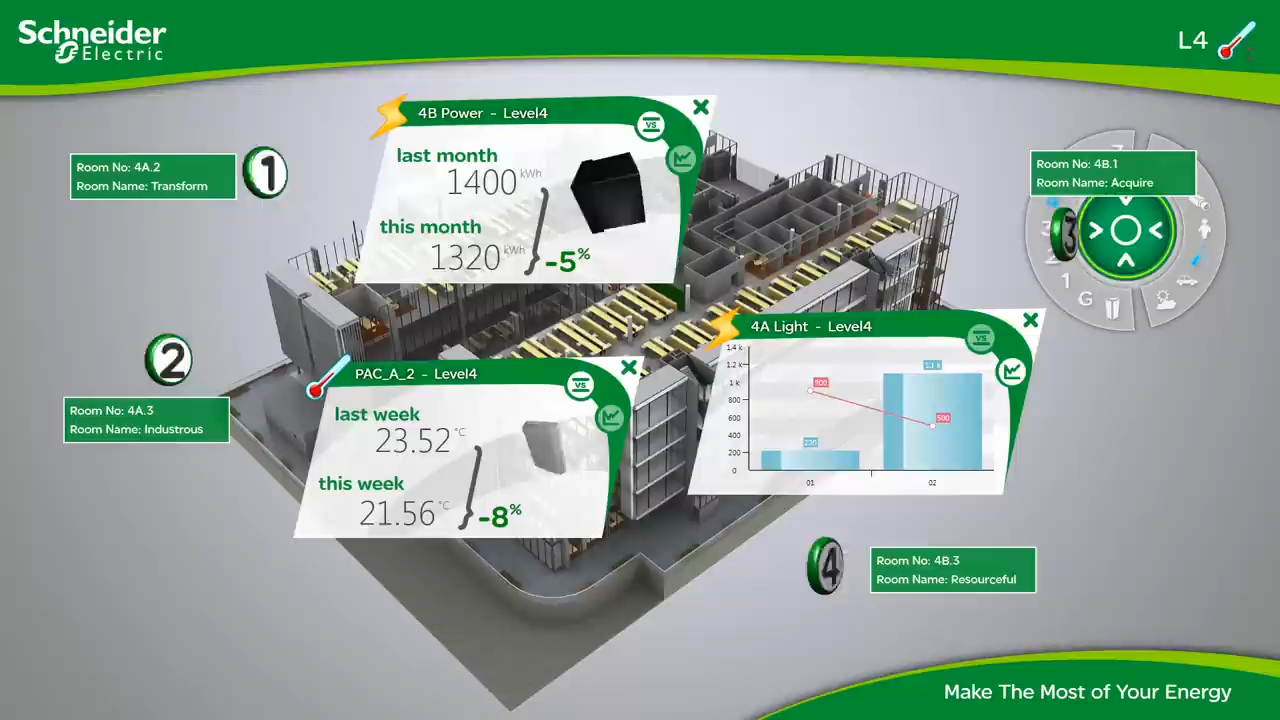 Schneider
Electric
L4
4B Power - Level4
VS
last month
1400 kWh
this month
1320 kWh
-5%
Room No: 4A.2
Room Name: Transform
1
Room No: 4B.1
Room Name: Acquire
3
1
G
4A Light - Level4
VS
1.4 k
1.2 k
1 k
800
600
400
200
0
900
500
220
1.1 k
01
02
2
Room No: 4A.3
Room Name: Industrous
PAC_A_2 - Level4
VS
last week
23.52 °C
this week
21.56 °C
-8%
4
Room No: 4B.3
Room Name: Resourceful
Make The Most of Your Energy